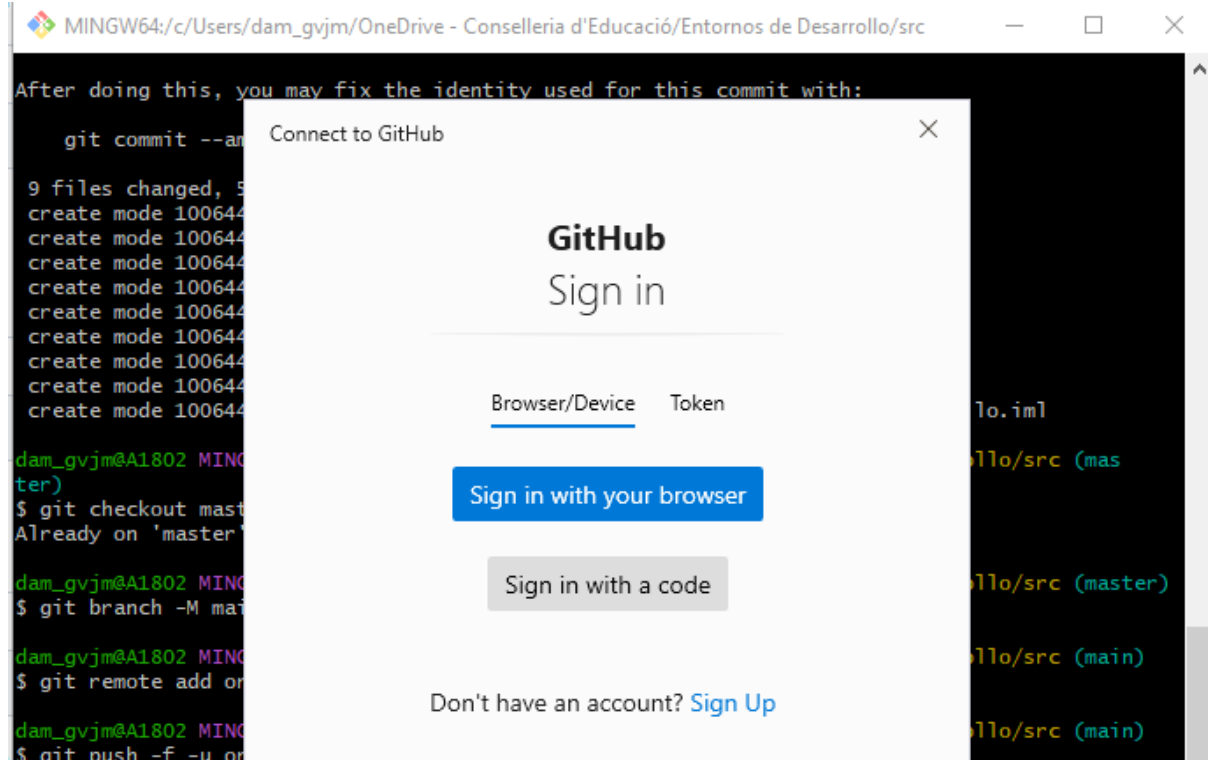 MINGW64:/c/Users/dam_gvjm/OneDrive - Conselleria d'Educació/Entornos de Desarrollo/src
After doing this, you may fix the identity used for this commit with:
git commit --am
9 files changed, 5
create mode 100644
create mode 100644
create mode 100644
create mode 100644
create mode 100644
create mode 100644
create mode 100644
create mode 100644
create mode 100644 lo.iml
dam_gvjm@A1802 MING llo/src (mas
ter)
$ git checkout mast
Already on 'master'
dam_gvjm@A1802 MING llo/src (master)
$ git branch -M mai
dam_gvjm@A1802 MING llo/src (main)
$ git remote add or
dam_gvjm@A1802 MING llo/src (main)
$ git push -f -u or
Connect to GitHub
GitHub
Sign in
Browser/Device Token
Sign in with your browser
Sign in with a code
Don't have an account? Sign Up